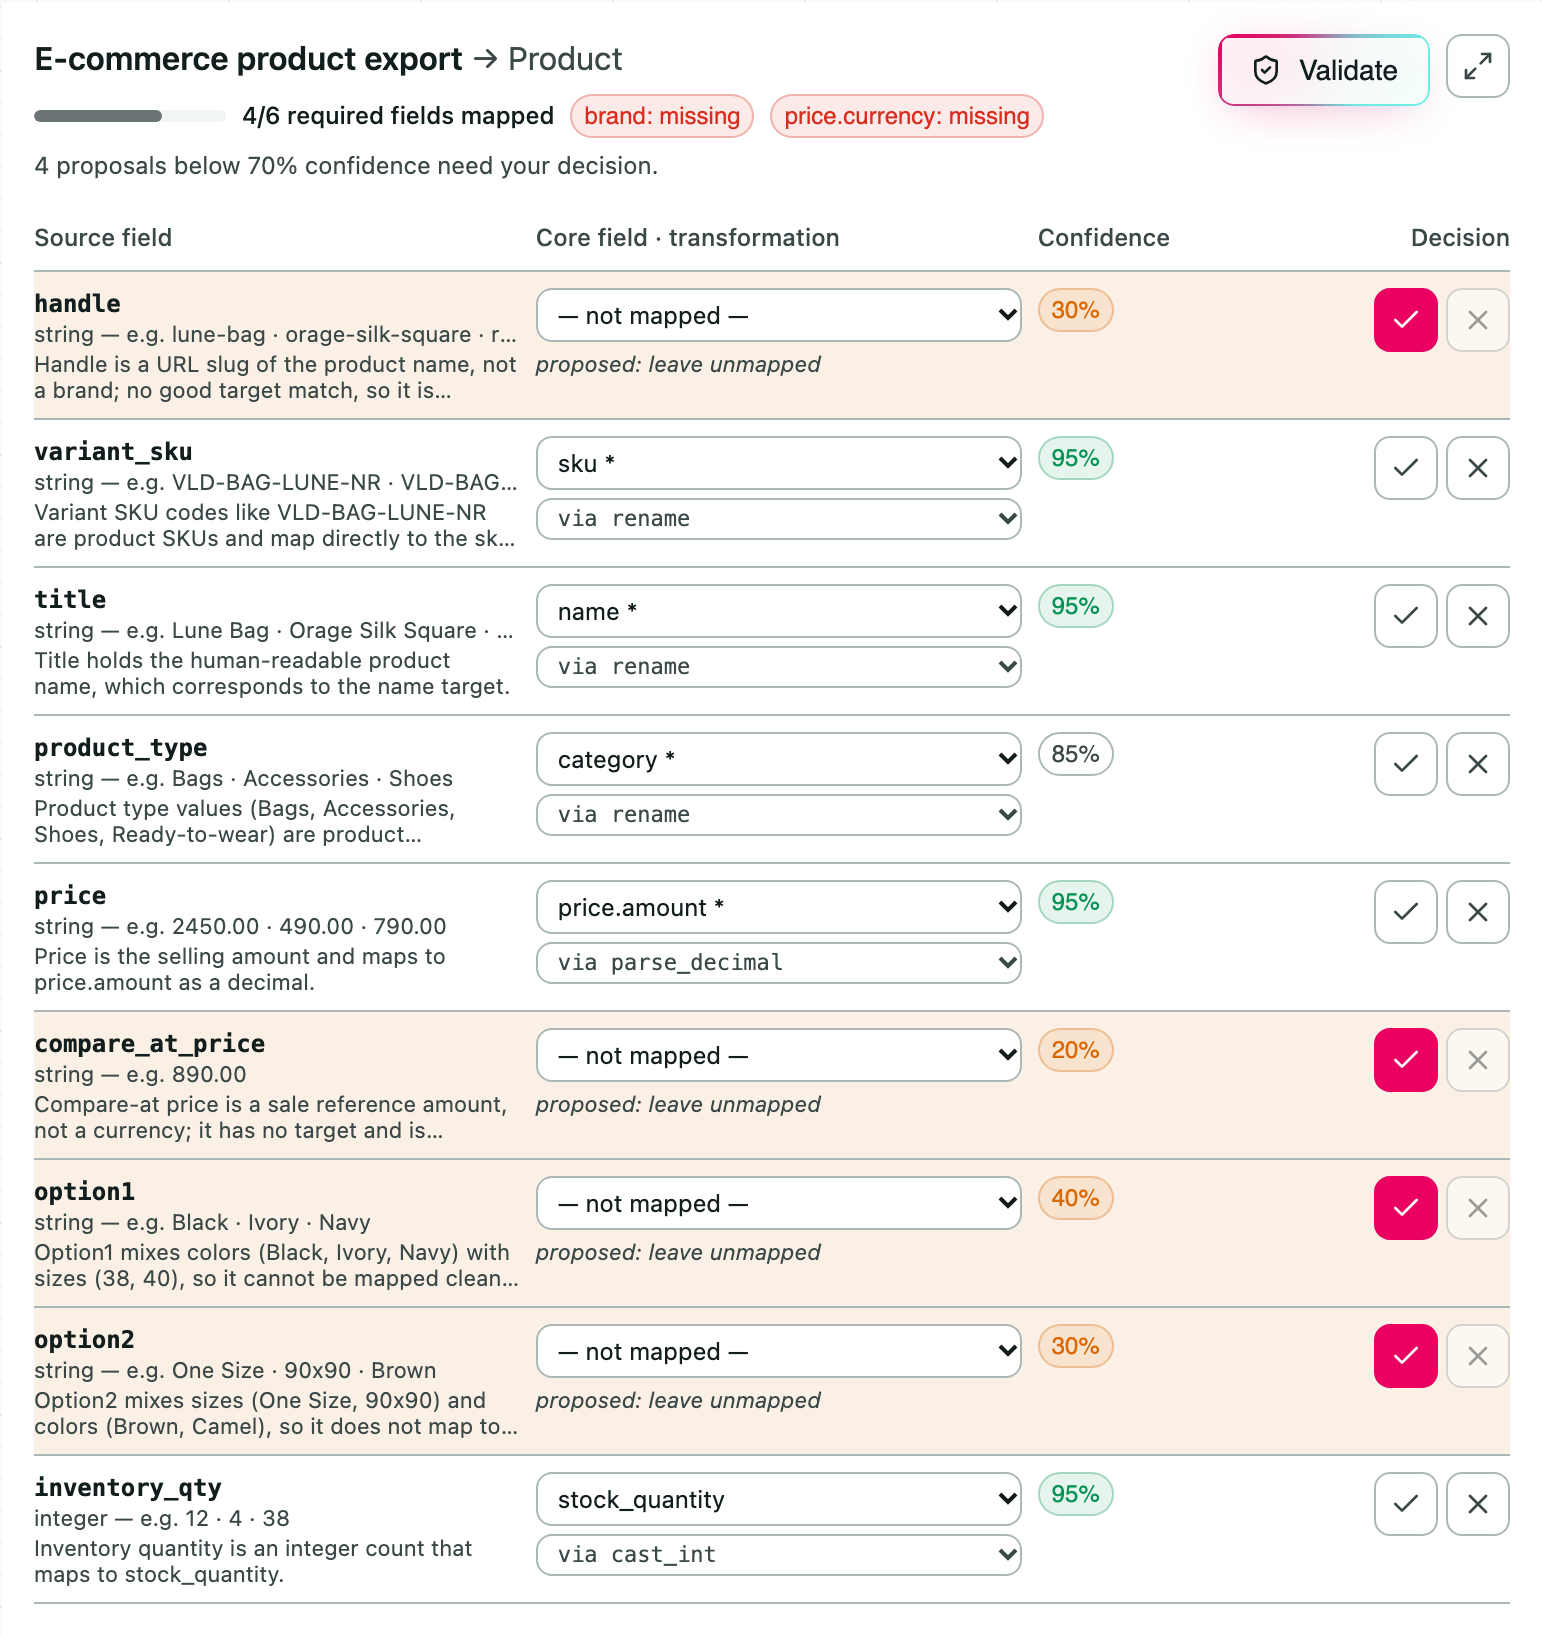 E-commerce product export → Product
Validate
4/6 required fields mapped
brand: missing
price.currency: missing
4 proposals below 70% confidence need your decision.
Source field
Core field · transformation
Confidence
Decision
handle
string — e.g. lune-bag · orage-silk-square · r...
Handle is a URL slug of the product name, not
a brand; no good target match, so it is...
— not mapped —
proposed: leave unmapped
30%
variant_sku
string — e.g. VLD-BAG-LUNE-NR · VLD-BAG...
Variant SKU codes like VLD-BAG-LUNE-NR
are product SKUs and map directly to the sk...
sku *
via rename
95%
title
string — e.g. Lune Bag · Orage Silk Square · ...
Title holds the human-readable product
name, which corresponds to the name target.
name *
via rename
95%
product_type
string — e.g. Bags · Accessories · Shoes
Product type values (Bags, Accessories,
Shoes, Ready-to-wear) are product...
category *
via rename
85%
price
string — e.g. 2450.00 · 490.00 · 790.00
Price is the selling amount and maps to
price.amount as a decimal.
price.amount *
via parse_decimal
95%
compare_at_price
string — e.g. 890.00
Compare-at price is a sale reference amount,
not a currency; it has no target and is...
— not mapped —
proposed: leave unmapped
20%
option1
string — e.g. Black · Ivory · Navy
Option1 mixes colors (Black, Ivory, Navy) with
sizes (38, 40), so it cannot be mapped clean...
— not mapped —
proposed: leave unmapped
40%
option2
string — e.g. One Size · 90x90 · Brown
Option2 mixes sizes (One Size, 90x90) and
colors (Brown, Camel), so it does not map to...
— not mapped —
proposed: leave unmapped
30%
inventory_qty
integer — e.g. 12 · 4 · 38
Inventory quantity is an integer count that
maps to stock_quantity.
stock_quantity
via cast_int
95%